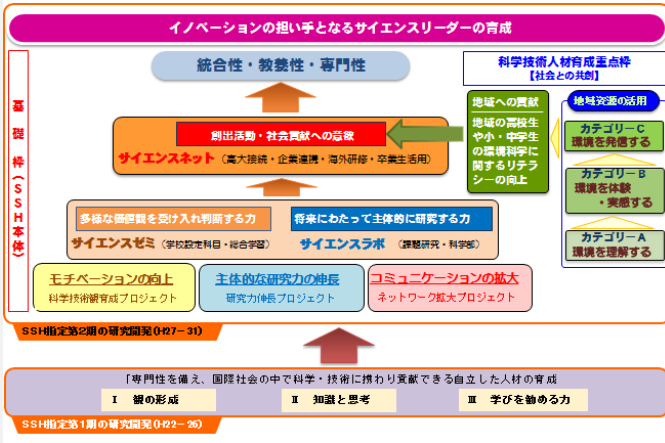 イノベーションの担い手となるサイエンスリーダーの育成
統合性・教養性・専門性
科学技術人材育成重点枠
【社会との共創】
基礎枠(SSH本体)
創出活動・社会貢献への意欲
サイエンスネット(高大接続・企業連携・海外研修・卒業生活用)
地域への貢献
地域の高校生
や小・中学生
の環境科学に
関するリテラ
シーの向上
地域資源の活用
カテゴリーC
環境を発信する
カテゴリーB
環境を体験
・実感する
カテゴリーA
環境を理解する
多様な価値観を受け入れ判断する力
サイエンスゼミ(学校設定科目・総合学習)
将来にわたって主体的に研究する力
サイエンスラボ(課題研究・科学部)
モチベーションの向上
科学技術観育成プロジェクト
主体的な研究力の伸長
研究力伸長プロジェクト
コミュニケーションの拡大
ネットワーク拡大プロジェクト
SSH指定第2期の研究開発(H27-31)
「専門性を備え、国際社会の中で科学・技術に携わり貢献できる自立した人材の育成
Ⅰ 観の形成
Ⅱ 知識と思考
Ⅲ 学びを勧める力
SSH指定第1期の研究開発(H22-26)